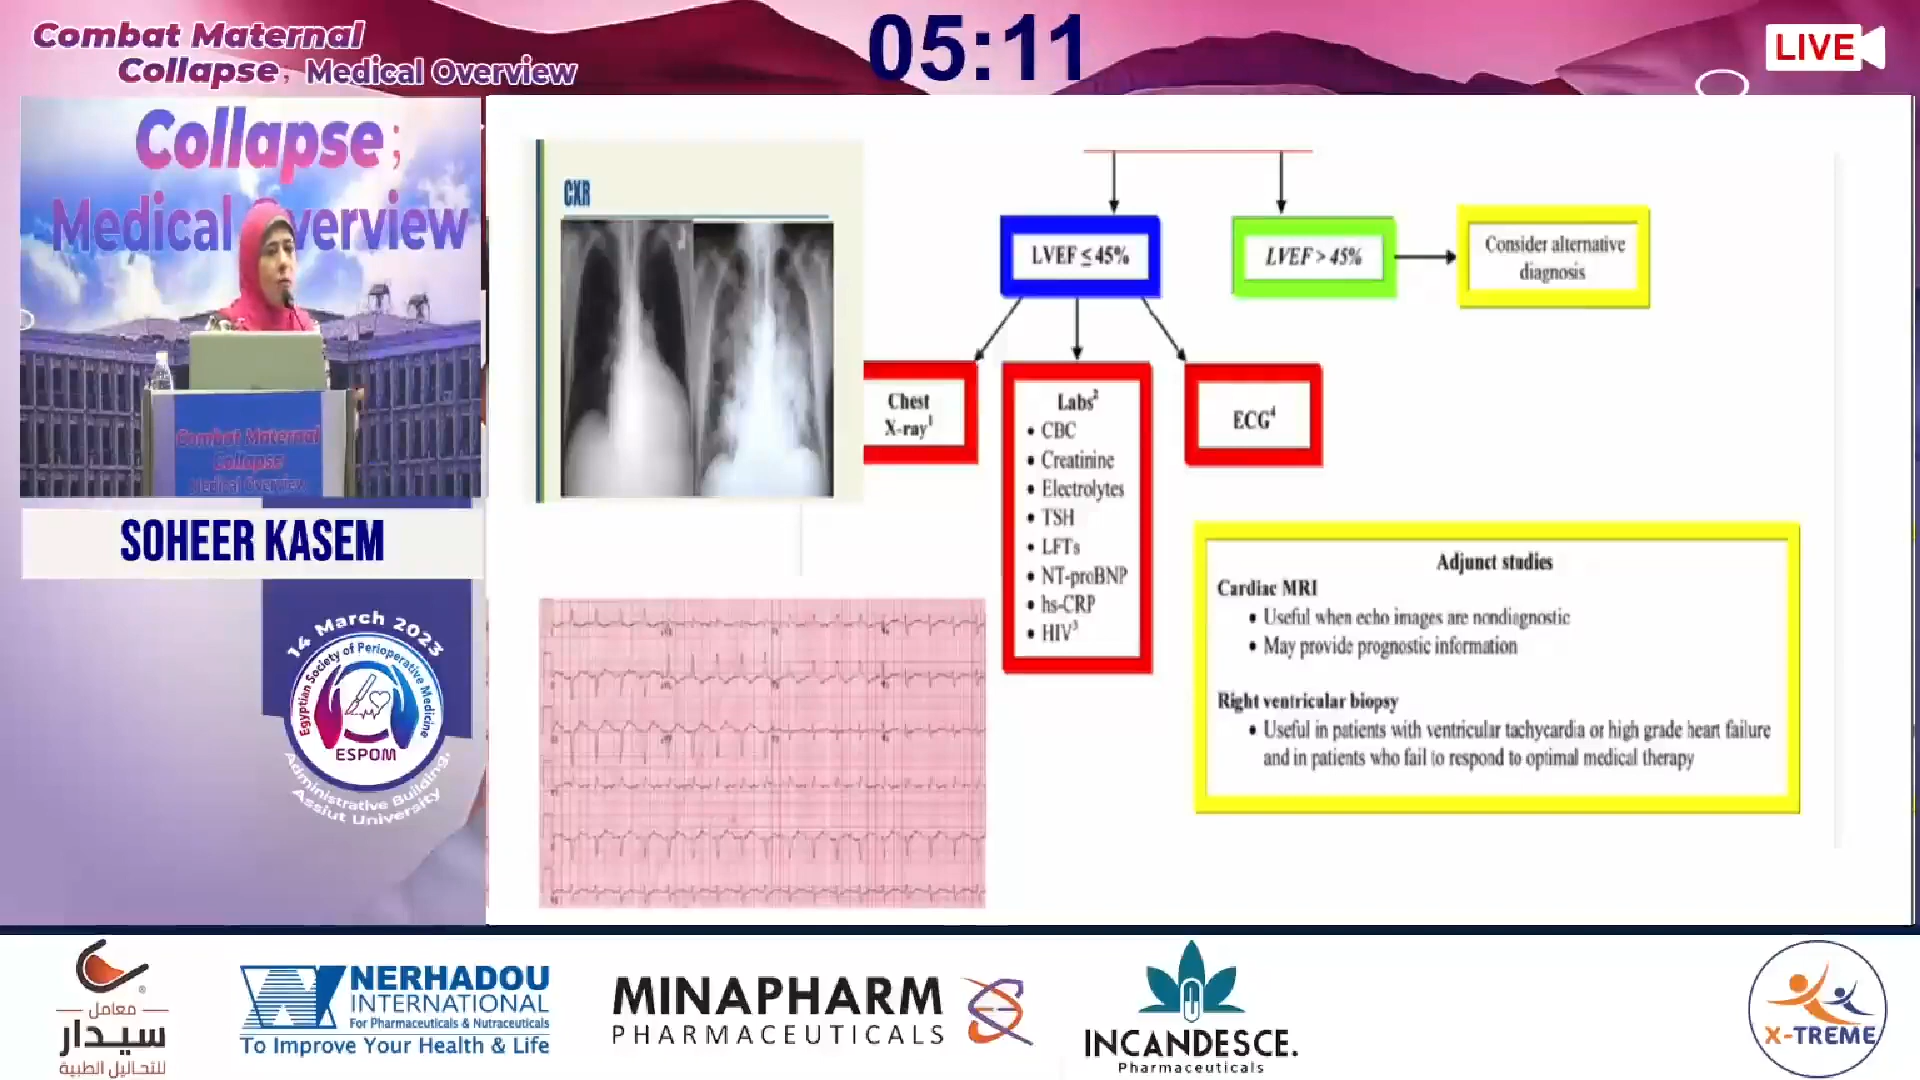 Combat Maternal
Collapse; Medical Overview
05:11
LIVE
Collapse;
Medical Overview
Combat Maternal
Collapse
Medical Overview
SOHEER KASEM
14 March 2023
Egyptian Society of Perioperative Medicine
ESPOM
Administrative Building,
Assiut University
CXR
LVEF ≤ 45%
LVEF > 45%
Consider alternative
diagnosis
Chest
X-ray¹
Labs²
• CBC
• Creatinine
• Electrolytes
• TSH
• LFTs
• NT-proBNP
• hs-CRP
• HIV³
ECG⁴
Adjunct studies
Cardiac MRI
• Useful when echo images are nondiagnostic
• May provide prognostic information
Right ventricular biopsy
• Useful in patients with ventricular tachycardia or high grade heart failure
and in patients who fail to respond to optimal medical therapy
معامل
سيدار
للتحاليل الطبية
NERHADOU
INTERNATIONAL
For Pharmaceuticals & Nutraceuticals
To Improve Your Health & Life
MINAPHARM
PHARMACEUTICALS
INCANDESCE.
Pharmaceuticals
X-TREME